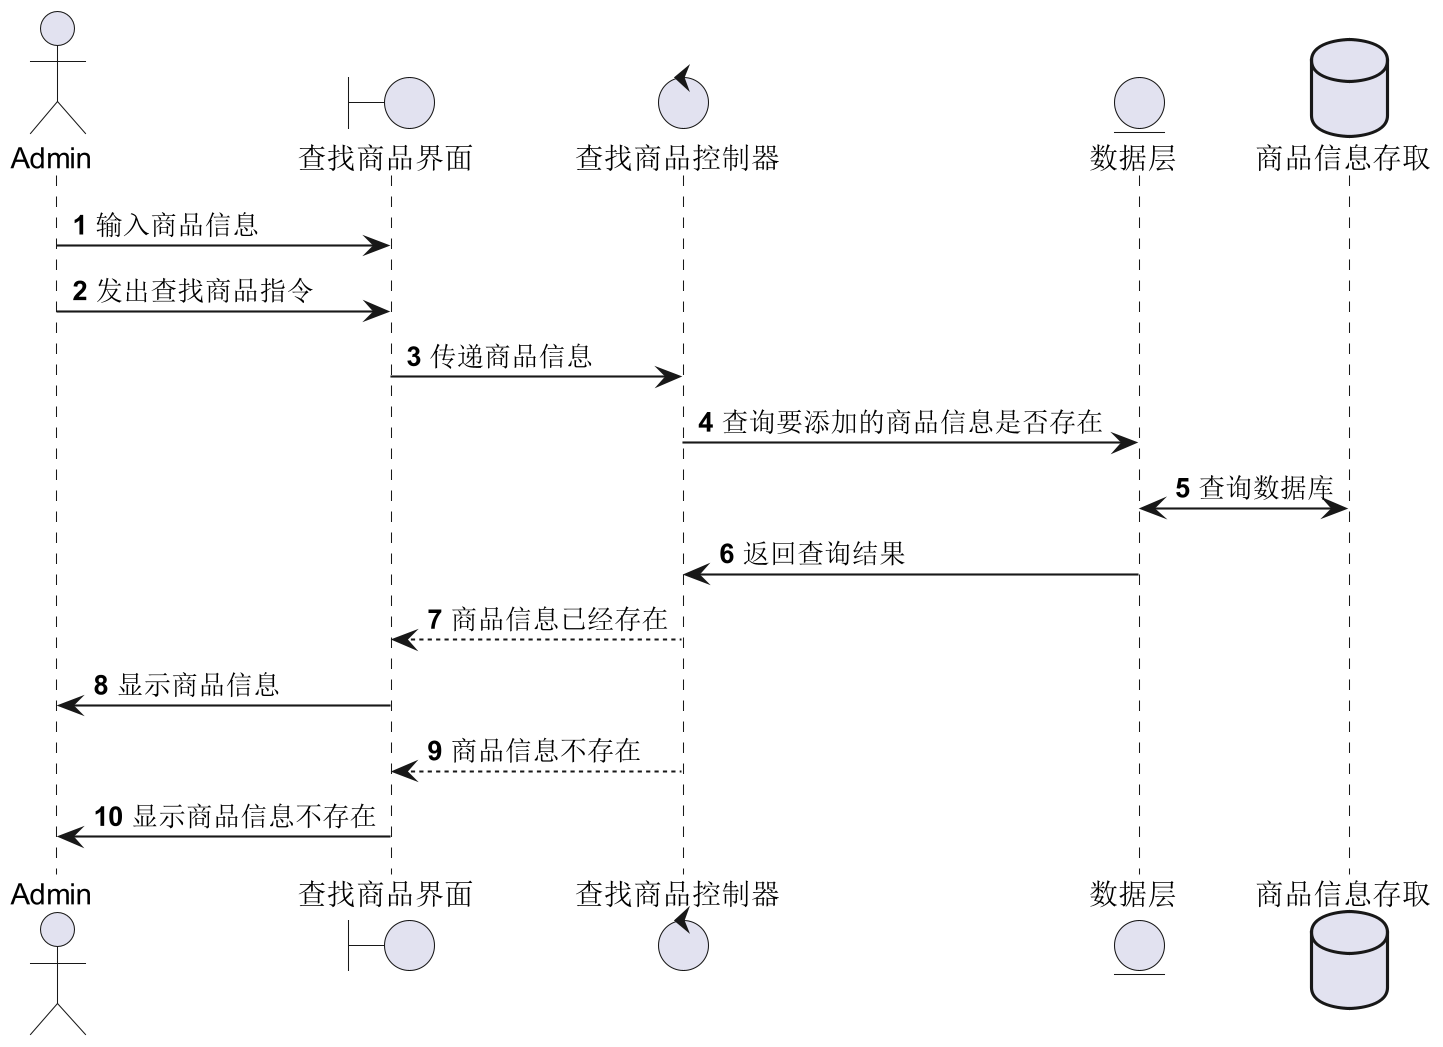 Admin
查找商品界面
查找商品控制器
数据层
商品信息存取
1 输入商品信息
2 发出查找商品指令
3 传递商品信息
4 查询要添加的商品信息是否存在
5 查询数据库
6 返回查询结果
7 商品信息已经存在
8 显示商品信息
9 商品信息不存在
10 显示商品信息不存在
Admin
查找商品界面
查找商品控制器
数据层
商品信息存取